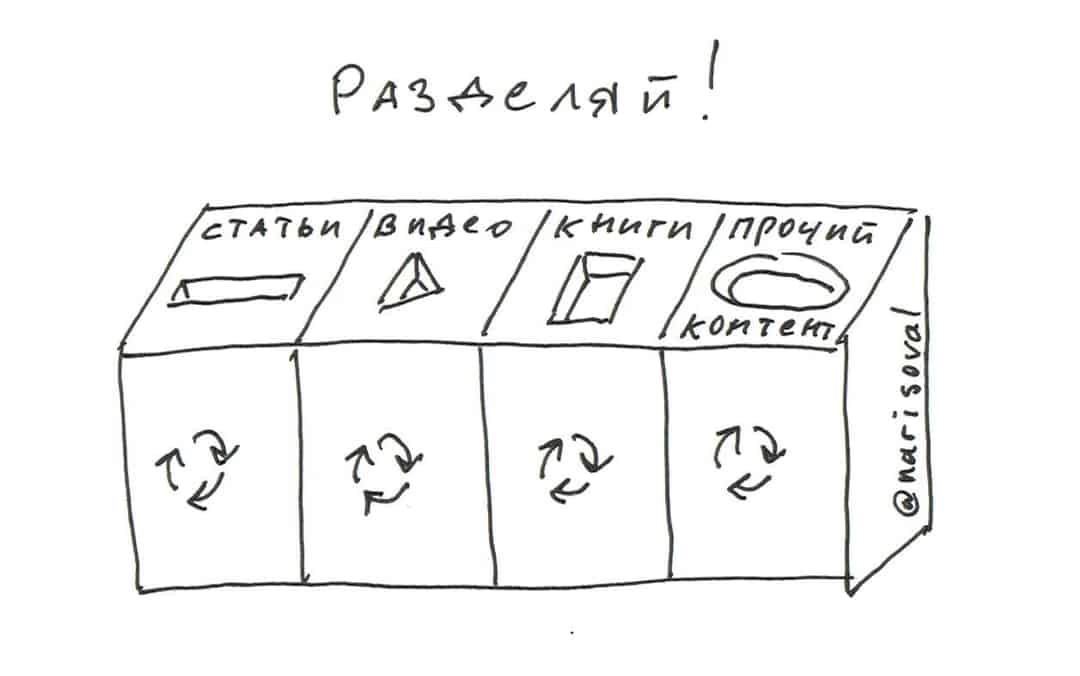 Разделяй!
статьи
видео
книги
прочий
контент
@narisoval